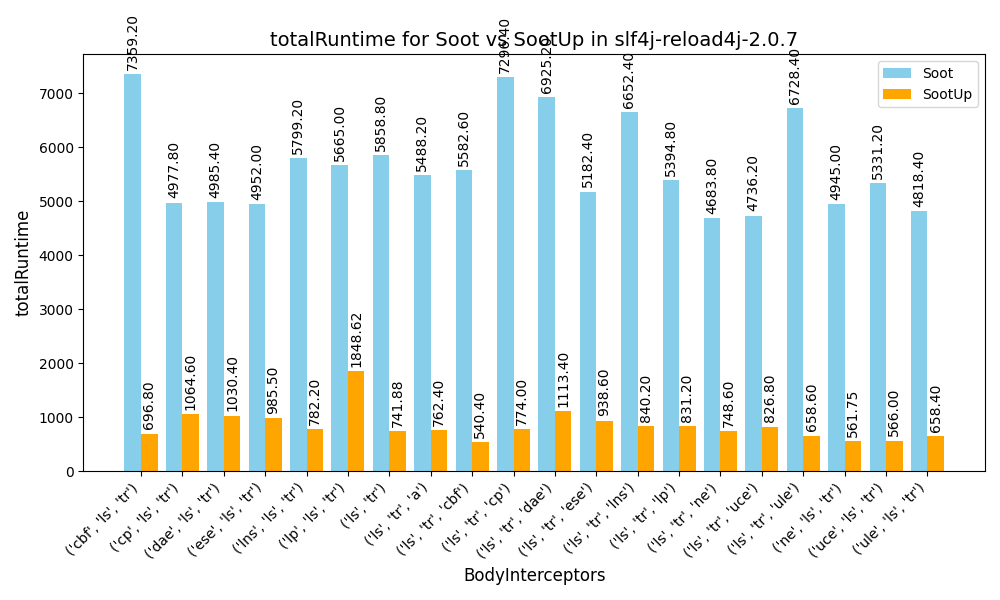 totalRuntime for Soot vs SootUp in slf4j-reload4j-2.0.7
Soot
SootUp
totalRuntime
7000
6000
5000
4000
3000
2000
1000
0
7359.20
4977.80
4985.40
4952.00
5799.20
5665.00
5858.80
5488.20
5582.60
7296.40
6925.20
5182.40
6652.40
5394.80
4683.80
4736.20
6728.40
4945.00
5331.20
4818.40
696.80
1064.60
1030.40
985.50
782.20
1848.62
741.88
762.40
540.40
774.00
1113.40
938.60
840.20
831.20
748.60
826.80
658.60
561.75
566.00
658.40
('cbf', 'ls', 'tr')
('cp', 'ls', 'tr')
('dae', 'ls', 'tr')
('ese', 'ls', 'tr')
('lns', 'ls', 'tr')
('lp', 'ls', 'tr')
('ls', 'tr')
('ls', 'tr', 'a')
('ls', 'tr', 'cbf')
('ls', 'tr', 'cp')
('ls', 'tr', 'dae')
('ls', 'tr', 'ese')
('ls', 'tr', 'lns')
('ls', 'tr', 'lp')
('ls', 'tr', 'ne')
('ls', 'tr', 'uce')
('ls', 'tr', 'ule')
('ne', 'ls', 'tr')
('uce', 'ls', 'tr')
('ule', 'ls', 'tr')
BodyInterceptors